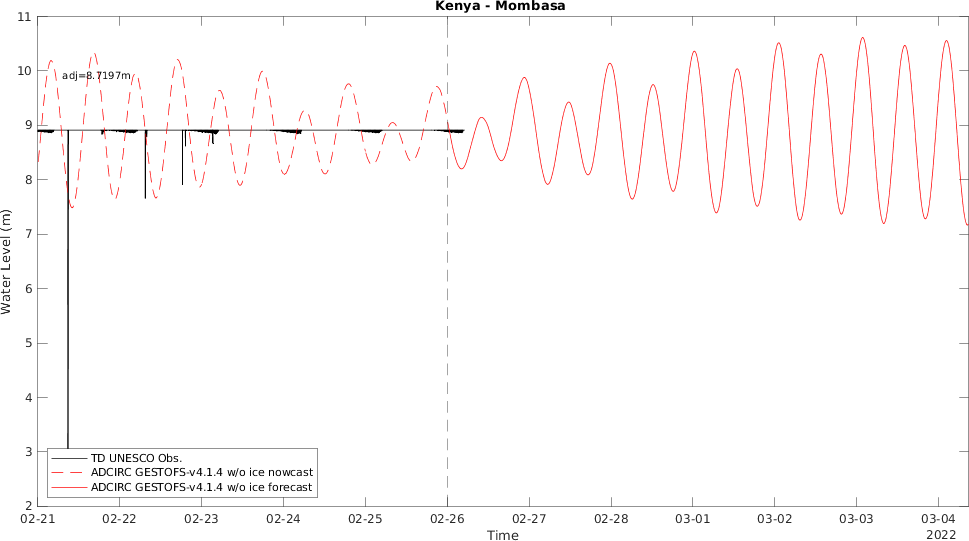 Kenya - Mombasa
11
10
9
8
7
6
5
4
3
2
Water Level (m)
adj=8.7197m
TD UNESCO Obs.
ADCIRC GESTOFS-v4.1.4 w/o ice nowcast
ADCIRC GESTOFS-v4.1.4 w/o ice forecast
02-21 02-22 02-23 02-24 02-25 02-26 02-27 02-28 03-01 03-02 03-03 03-04
Time
2022